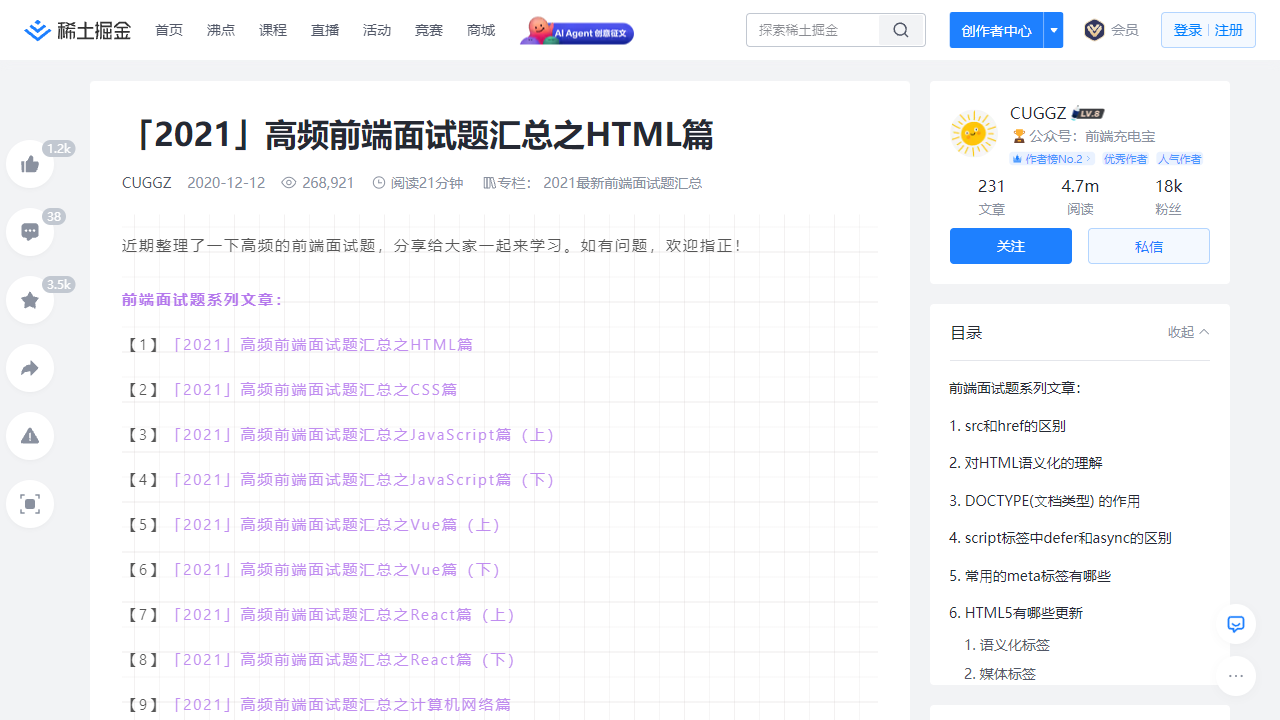 稀土掘金
首页
沸点
课程
直播
活动
竞赛
商城
AI Agent 创意征文
探索稀土掘金
创作者中心
会员
登录
注册
「2021」高频前端面试题汇总之HTML篇
CUGGZ
2020-12-12
268,921
阅读21分钟
专栏：
2021最新前端面试题汇总
近期整理了一下高频的前端面试题，分享给大家一起来学习。如有问题，欢迎指正！
前端面试题系列文章：
【1】「2021」高频前端面试题汇总之HTML篇
【2】「2021」高频前端面试题汇总之CSS篇
【3】「2021」高频前端面试题汇总之JavaScript篇（上）
【4】「2021」高频前端面试题汇总之JavaScript篇（下）
【5】「2021」高频前端面试题汇总之Vue篇（上）
【6】「2021」高频前端面试题汇总之Vue篇（下）
【7】「2021」高频前端面试题汇总之React篇（上）
【8】「2021」高频前端面试题汇总之React篇（下）
【9】「2021」高频前端面试题汇总之计算机网络篇
1.2k
38
3.5k
CUGGZ
LV.8
公众号：前端充电宝
作者榜No.2
优秀作者
人气作者
231
文章
4.7m
阅读
18k
粉丝
关注
私信
目录
收起
前端面试题系列文章：
1. src和href的区别
2. 对HTML语义化的理解
3. DOCTYPE(文档类型) 的作用
4. script标签中defer和async的区别
5. 常用的meta标签有哪些
6. HTML5有哪些更新
1. 语义化标签
2. 媒体标签